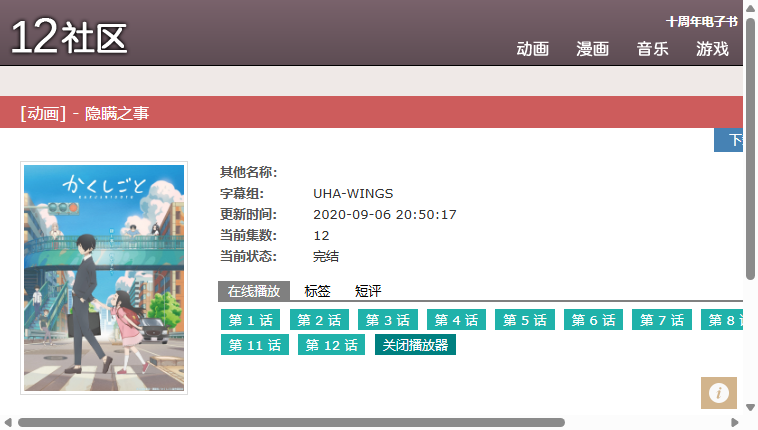 十周年电子书
12社区
动画 漫画 音乐 游戏
[动画] - 隐瞒之事
下载
かくしごと
其他名称:
字幕组: UHA-WINGS
更新时间: 2020-09-06 20:50:17
当前集数: 12
当前状态: 完结
在线播放 标签 短评
第 1 话 第 2 话 第 3 话 第 4 话 第 5 话 第 6 话 第 7 话 第 8
第 11 话 第 12 话 关闭播放器
i